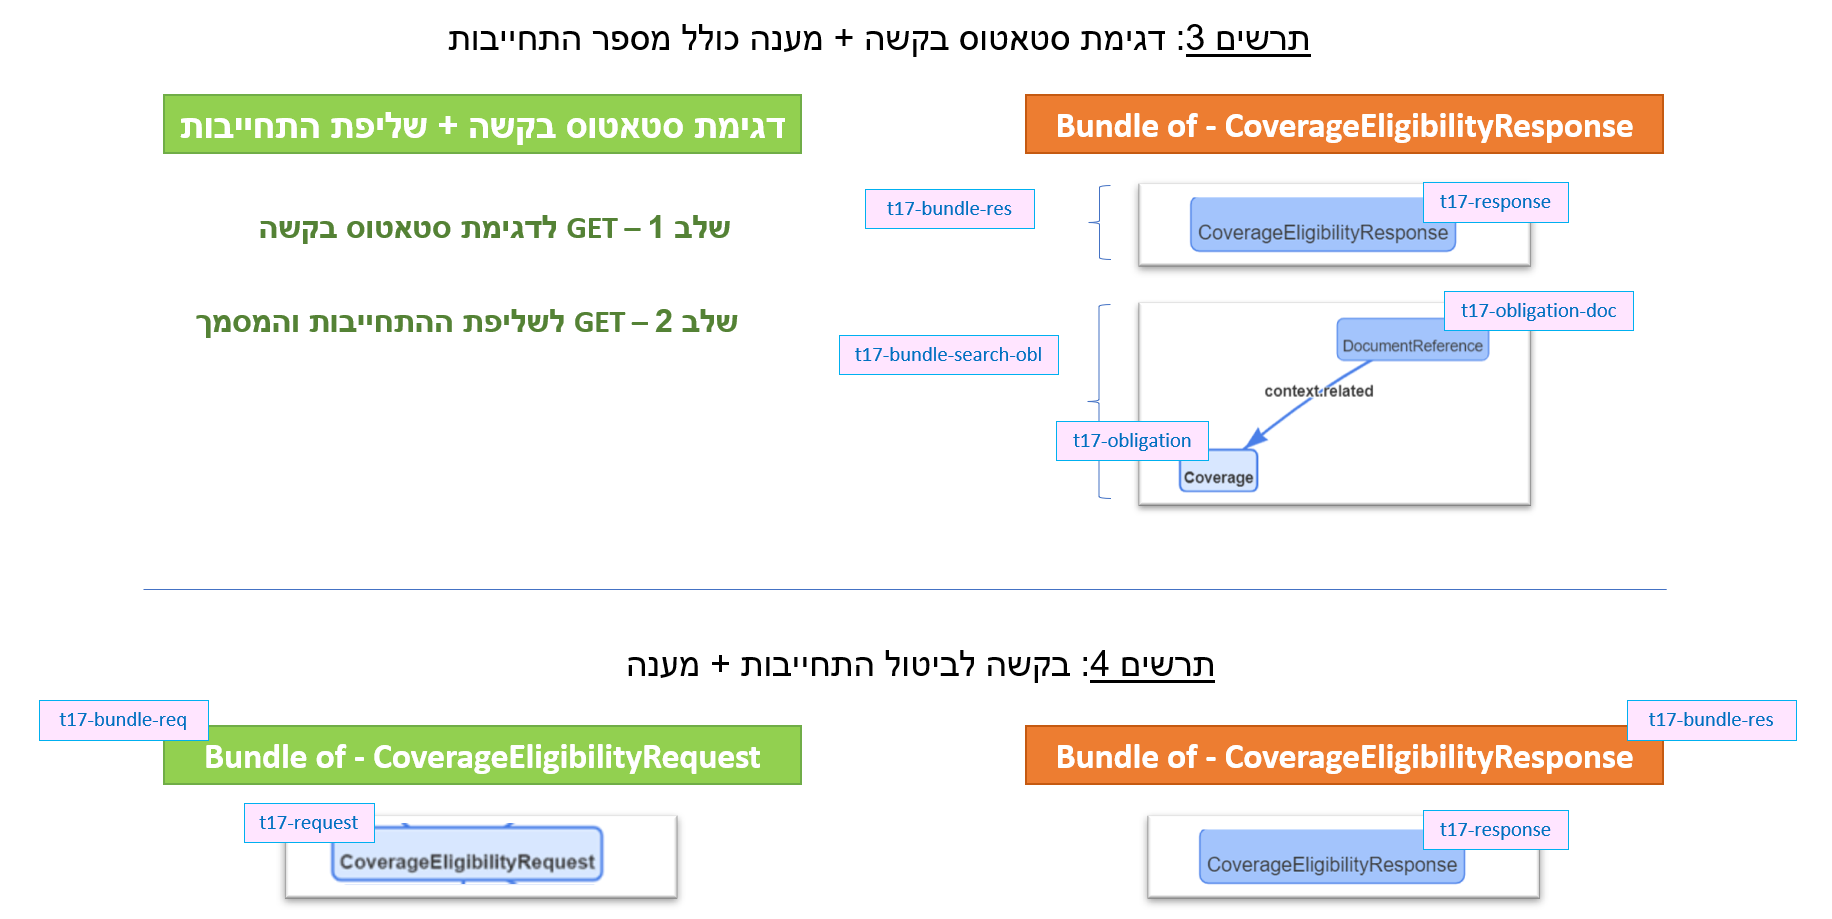 תרשים 3: דגימת סטאטוס בקשה + מענה כולל מספר התחייבות
Bundle of - CoverageEligibilityResponse
דגימת סטאטוס בקשה + שליפת התחייבות
t17-response
t17-bundle-res
CoverageEligibilityResponse
שלב 1 – GET לדגימת סטאטוס בקשה
t17-obligation-doc
שלב 2 – GET לשליפת ההתחייבות והמסמך
DocumentReference
t17-bundle-search-obl
context.related
t17-obligation
Coverage
תרשים 4: בקשה לביטול התחייבות + מענה
t17-bundle-res
Bundle of - CoverageEligibilityResponse
t17-bundle-req
Bundle of - CoverageEligibilityRequest
t17-response
CoverageEligibilityResponse
t17-request
CoverageEligibilityRequest